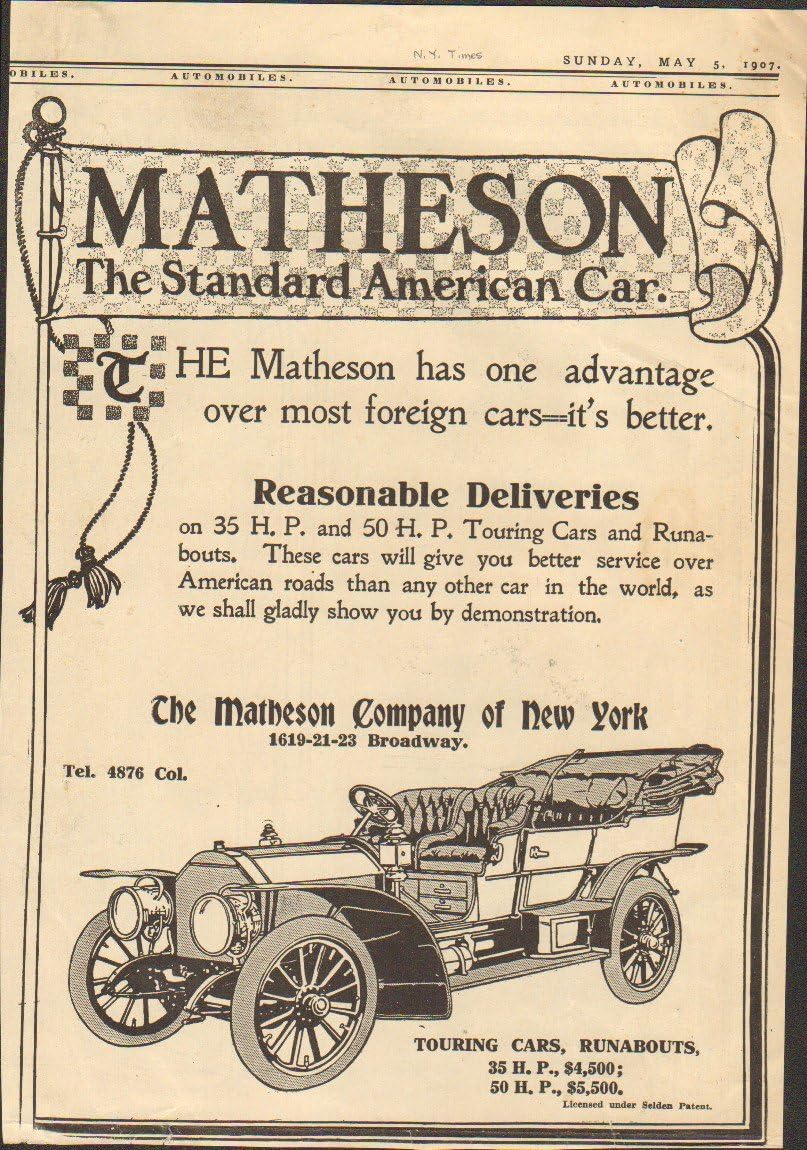 N.Y. Times
SUNDAY, MAY 5, 1907.
OBILES. AUTOMOBILES. AUTOMOBILES. AUTOMOBILES.
MATHESON
The Standard American Car.
THE Matheson has one advantage
over most foreign cars=it's better.
Reasonable Deliveries
on 35 H. P. and 50 H. P. Touring Cars and Runa-
bouts. These cars will give you better service over
American roads than any other car in the world, as
we shall gladly show you by demonstration.
The Matheson Company of New York
1619-21-23 Broadway.
Tel. 4876 Col.
TOURING CARS, RUNABOUTS,
35 H. P., $4,500;
50 H. P., $5,500.
Licensed under Selden Patent.